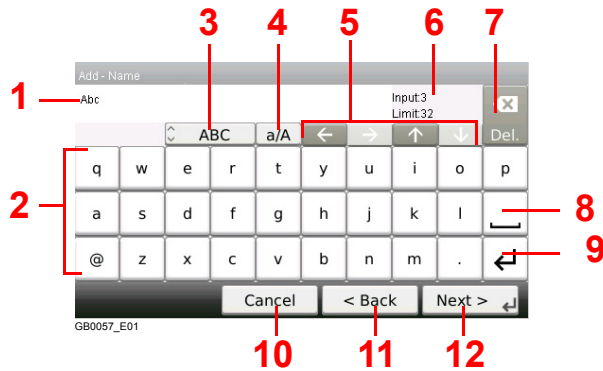 3 4 5 6 7
Add - Name
1 Abc Input:3
Limit:32
ABC a/A ← → ↑ ↓ Del.
2 q w e r t y u i o p
a s d f g h j k l 8
@ z x c v b n m . ↵ 9
Cancel < Back Next > ↵
GB0057_E01
10 11 12